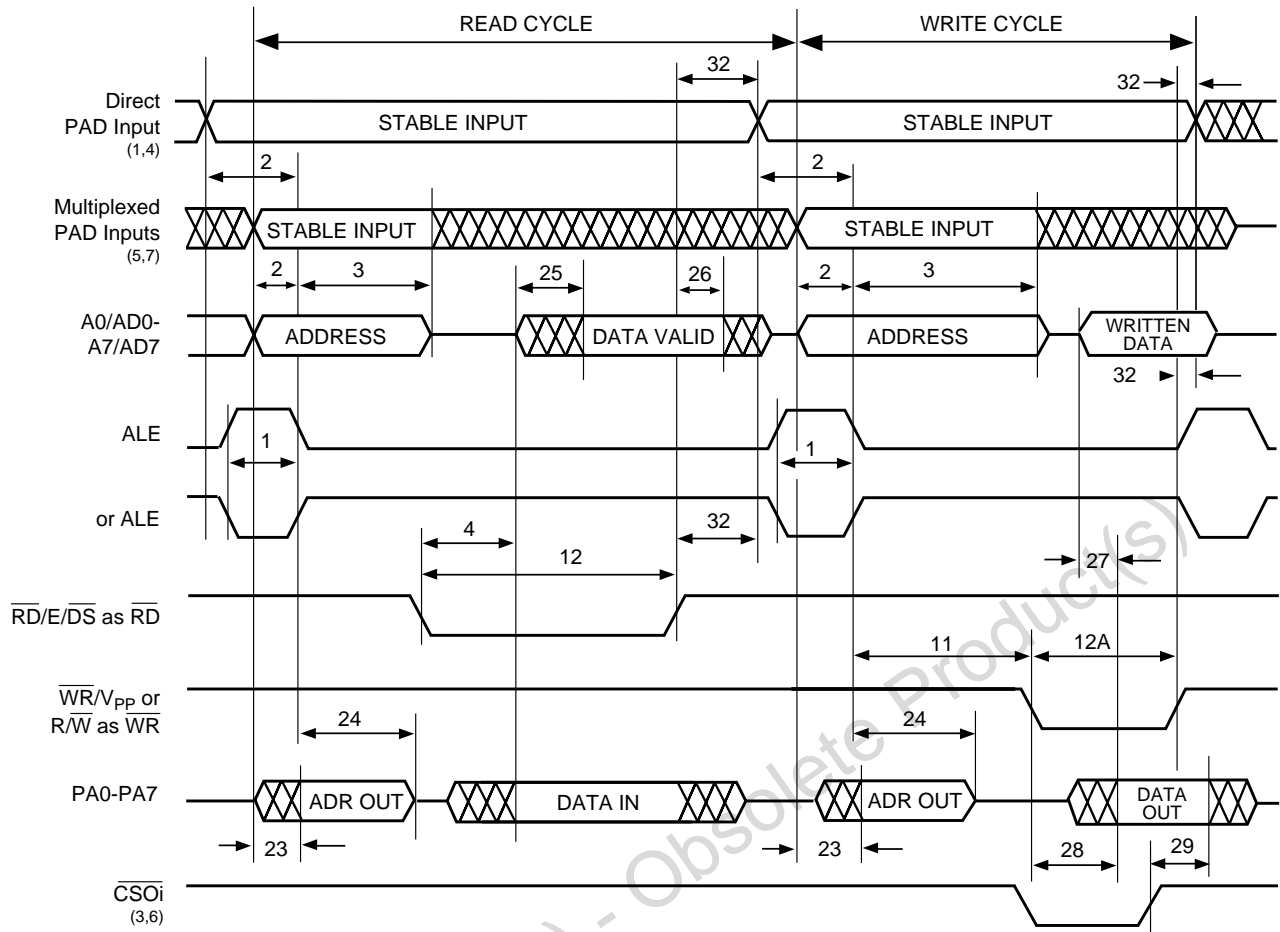 READ CYCLE WRITE CYCLE
32 32
Direct
PAD Input
(1,4)
STABLE INPUT STABLE INPUT
2 2
Multiplexed
PAD Inputs
(5,7)
STABLE INPUT STABLE INPUT
2 3 25 26 2 3
A0/AD0-
A7/AD7
ADDRESS DATA VALID ADDRESS WRITTEN
DATA
32
ALE
1 1
or ALE
4 32
12 27
RD/E/DS as RD
11 12A
WR/VPP or
R/W as WR
24 24
PA0-PA7
ADR OUT DATA IN ADR OUT DATA
OUT
23 23 28 29
CSOi
(3,6)
) - Obsolete Product(s)